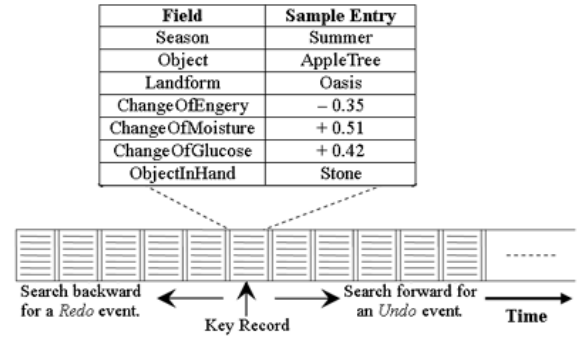 Field Sample Entry
Season Summer
Object AppleTree
Landform Oasis
ChangeOfEngery – 0.35
ChangeOfMoisture + 0.51
ChangeOfGlucose + 0.42
ObjectInHand Stone
Search backward
for a Redo event.
Key Record
Search forward for
an Undo event.
Time